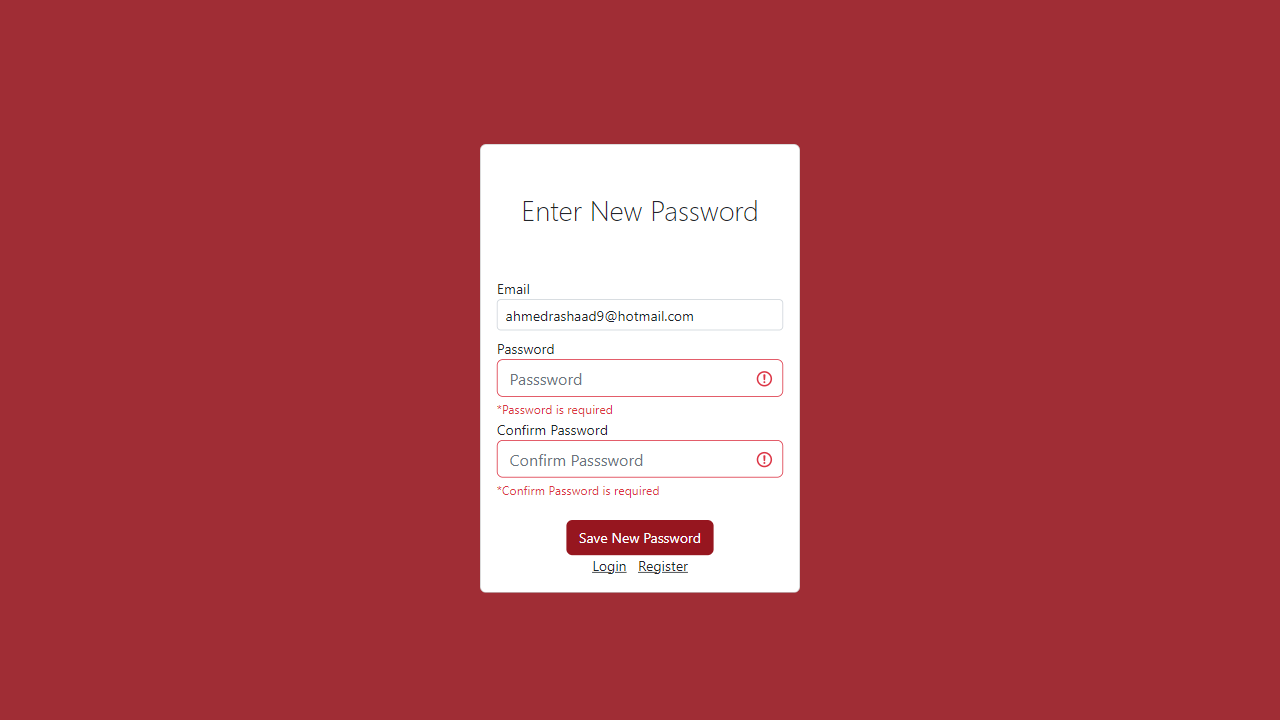 Enter New Password
Email
ahmedrashaad9@hotmail.com
Password
Passsword
*Password is required
Confirm Password
Confirm Passsword
*Confirm Password is required
Save New Password
Login Register